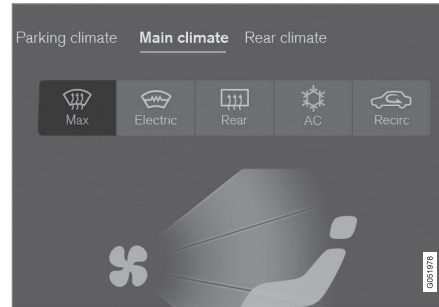 Parking climate Main climate Rear climate
Max Electric Rear AC Recirc
G051978